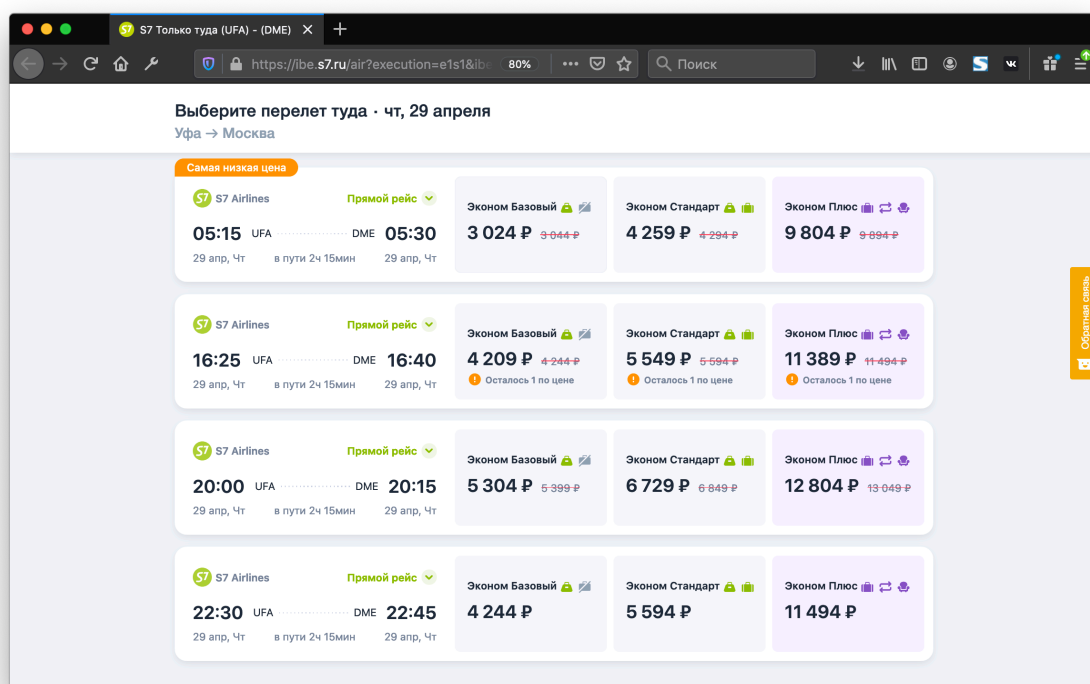 S7 Только туда (UFA) - (DME)
https://ibe.s7.ru/air?execution=e1s1&ibe 80% Поиск
Выберите перелет туда · чт, 29 апреля
Уфа → Москва
Самая низкая цена
S7 Airlines Прямой рейс Эконом Базовый Эконом Стандарт Эконом Плюс
05:15 UFA DME 05:30 3 024 ₽ 3 044 ₽ 4 259 ₽ 4 294 ₽ 9 804 ₽ 9 894 ₽
29 апр, Чт в пути 2ч 15мин 29 апр, Чт
Обратная связь
S7 Airlines Прямой рейс Эконом Базовый Эконом Стандарт Эконом Плюс
16:25 UFA DME 16:40 4 209 ₽ 4 244 ₽ 5 549 ₽ 5 594 ₽ 11 389 ₽ 11 494 ₽
29 апр, Чт в пути 2ч 15мин 29 апр, Чт Осталось 1 по цене Осталось 1 по цене Осталось 1 по цене
S7 Airlines Прямой рейс Эконом Базовый Эконом Стандарт Эконом Плюс
20:00 UFA DME 20:15 5 304 ₽ 5 399 ₽ 6 729 ₽ 6 849 ₽ 12 804 ₽ 13 049 ₽
29 апр, Чт в пути 2ч 15мин 29 апр, Чт
S7 Airlines Прямой рейс Эконом Базовый Эконом Стандарт Эконом Плюс
22:30 UFA DME 22:45 4 244 ₽ 5 594 ₽ 11 494 ₽
29 апр, Чт в пути 2ч 15мин 29 апр, Чт